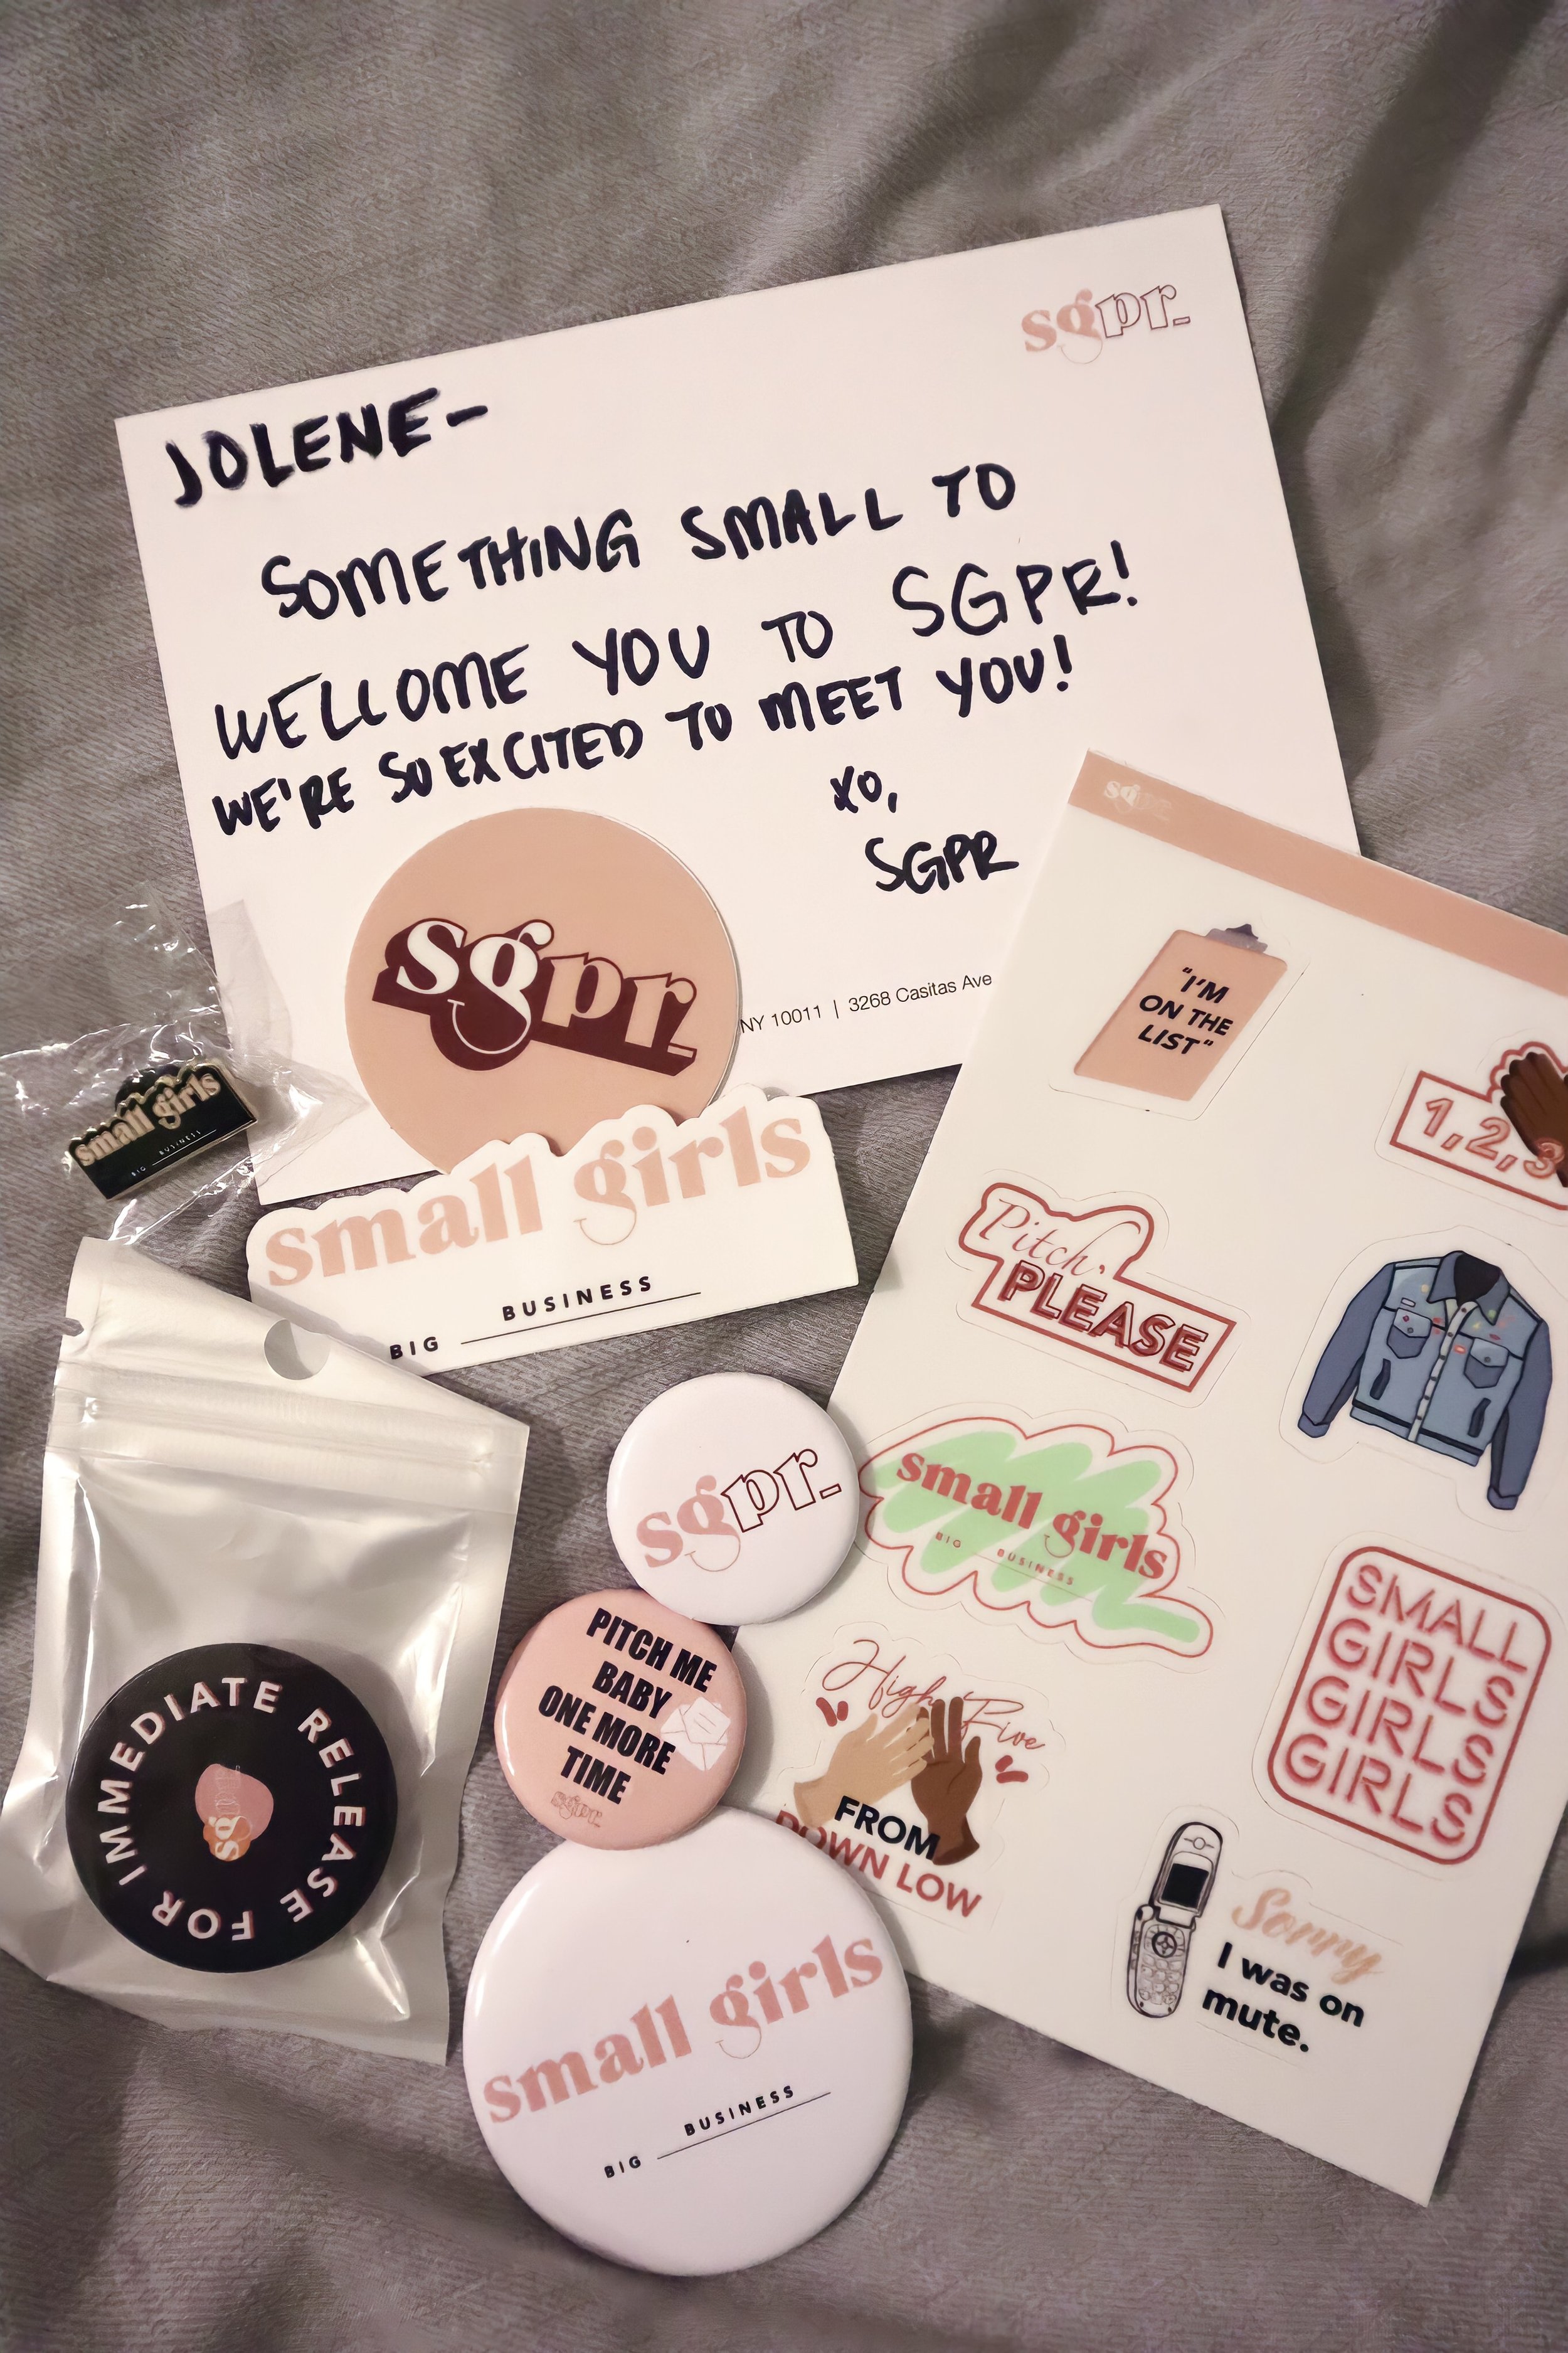 sgpr.
JOLENE-
SOMETHING SMALL TO
WELCOME YOU TO SGPR!
WE'RE SO EXCITED TO MEET YOU!
XO,
SGPR
NY 10011 | 3268 Casitas Ave
sgpr.
small girls
BIG BUSINESS
small girls
BIG BUSINESS
sgpr.
"I'M
ON THE
LIST"
1, 2, 3
Pitch,
PLEASE
small girls
BIG BUSINESS
SMALL
GIRLS
GIRLS
GIRLS
High Five
FROM
DOWN LOW
Sorry
I was on
mute.
sgpr.
PITCH ME
BABY
ONE MORE
TIME
sgpr.
FOR IMMEDIATE RELEASE
small girls
BIG BUSINESS